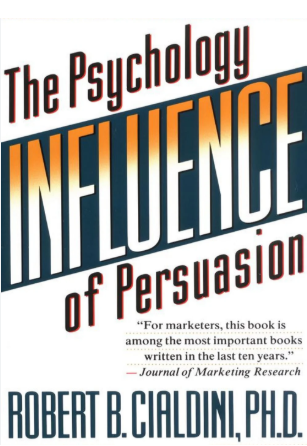 The Psychology
INFLUENCE
of Persuasion
“For marketers, this book is
among the most important books
written in the last ten years.”
— Journal of Marketing Research
ROBERT B. CIALDINI, PH.D.